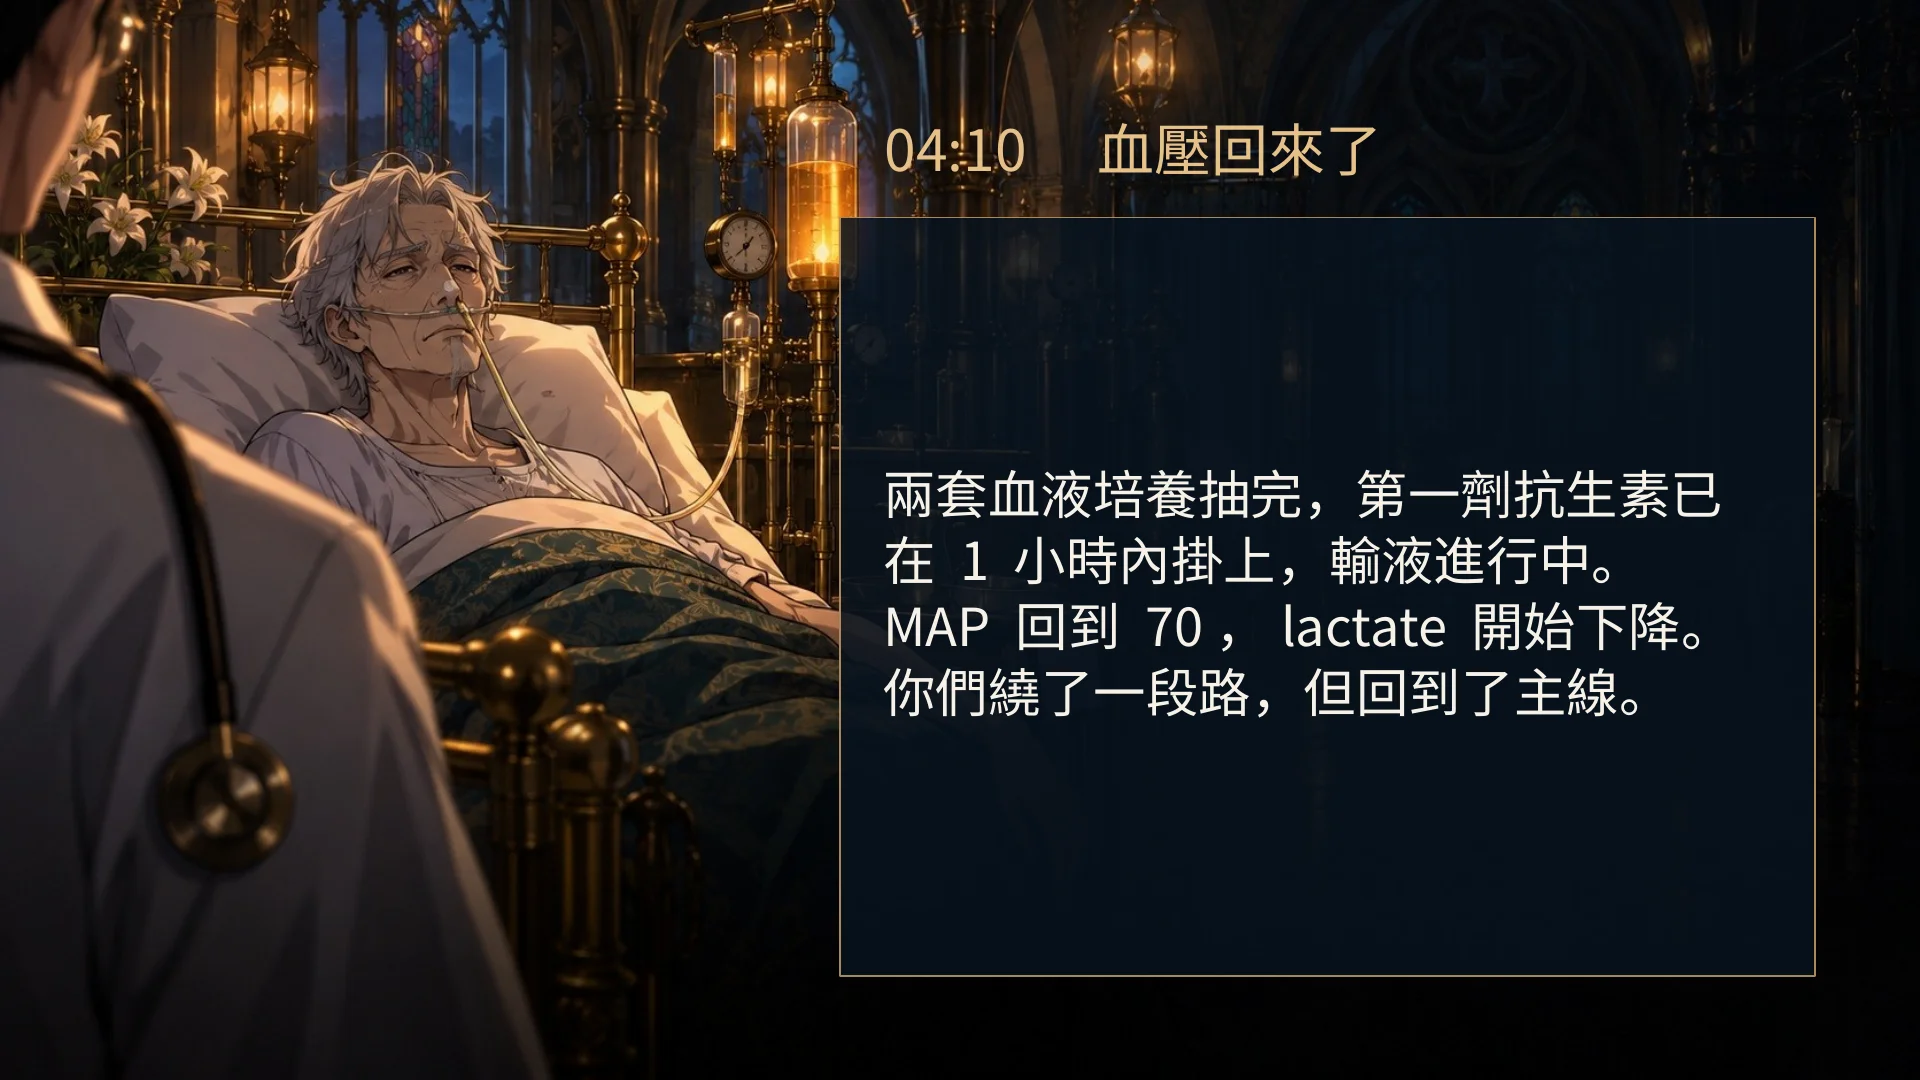 04:10 血壓回來了
兩套血液培養抽完，第一劑抗生素已
在 1 小時內掛上，輸液進行中。
MAP 回到 70， lactate 開始下降。
你們繞了一段路，但回到了主線。